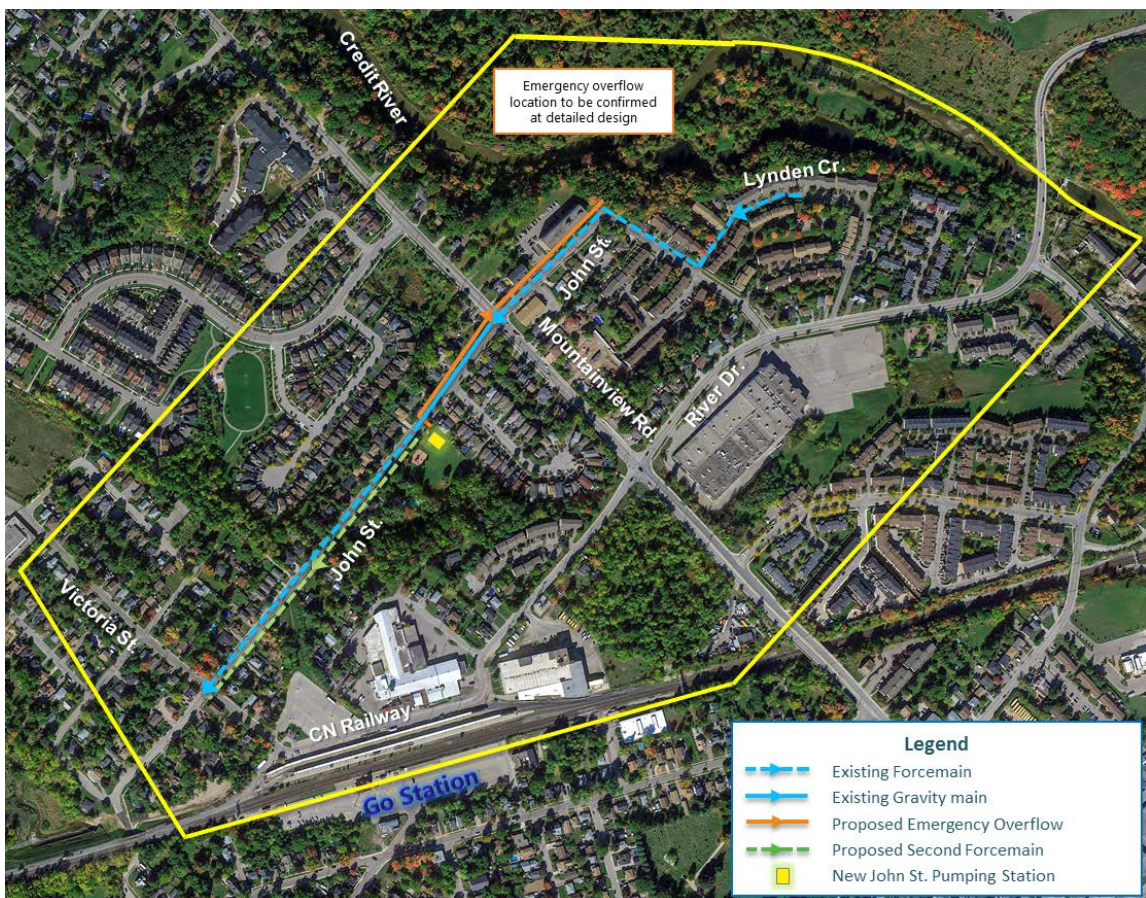 Credit River
Emergency overflow
location to be confirmed
at detailed design
Lynden Cr.
John St.
Mountainview Rd.
River Dr.
John St.
Victoria St.
CN Railway
Go Station
Legend
Existing Forcemain
Existing Gravity main
Proposed Emergency Overflow
Proposed Second Forcemain
New John St. Pumping Station